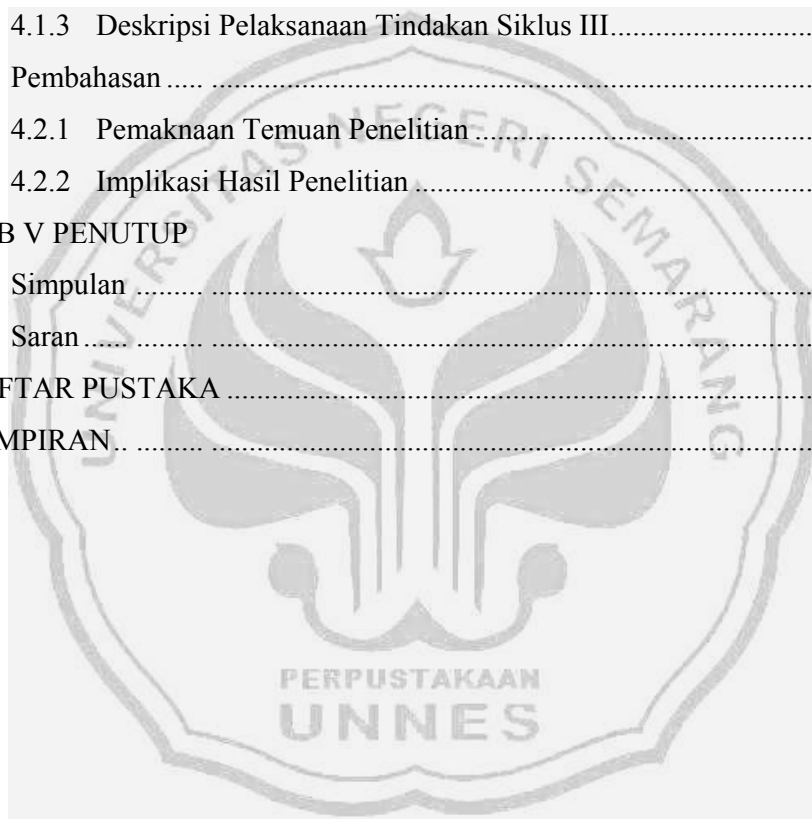 4.1.3 Deskripsi Pelaksanaan Tindakan Siklus III..........................
Pembahasan ..... ..........................................................................
4.2.1 Pemaknaan Temuan Penelitian ...........................................
4.2.2 Implikasi Hasil Penelitian ..................................................
B V PENUTUP
Simpulan ......... ..........................................................................
Saran ..... ......... ..........................................................................
FTAR PUSTAKA ........................................................................
MPIRAN .. ......... ..........................................................................
UNIVERSITAS NEGERI SEMARANG
PERPUSTAKAAN
UNNES